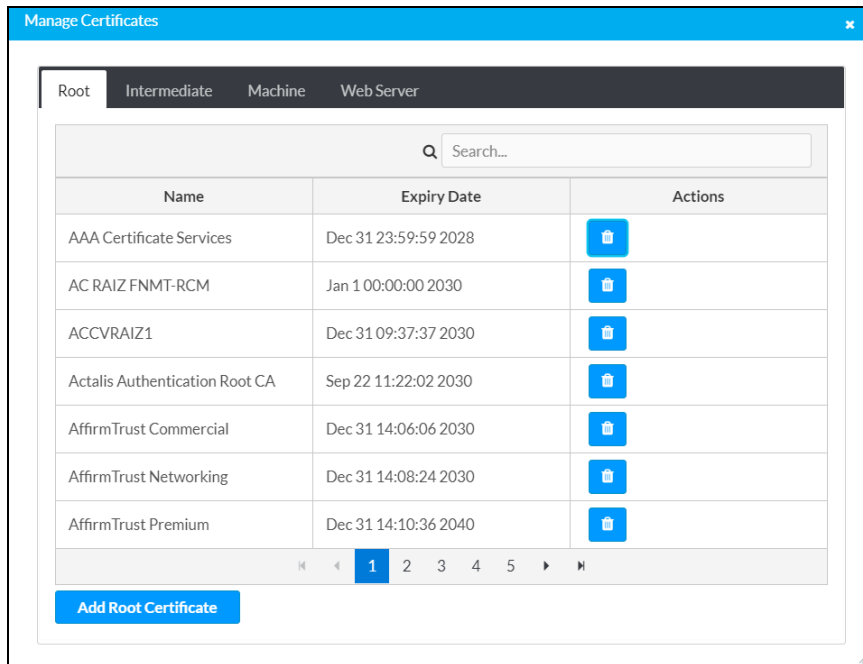 Manage Certificates
Root Intermediate Machine Web Server
Search...
Name Expiry Date Actions
AAA Certificate Services Dec 31 23:59:59 2028
AC RAIZ FNMT-RCM Jan 1 00:00:00 2030
ACCVRAIZ1 Dec 31 09:37:37 2030
Actalis Authentication Root CA Sep 22 11:22:02 2030
AffirmTrust Commercial Dec 31 14:06:06 2030
AffirmTrust Networking Dec 31 14:08:24 2030
AffirmTrust Premium Dec 31 14:10:36 2040
1 2 3 4 5
Add Root Certificate